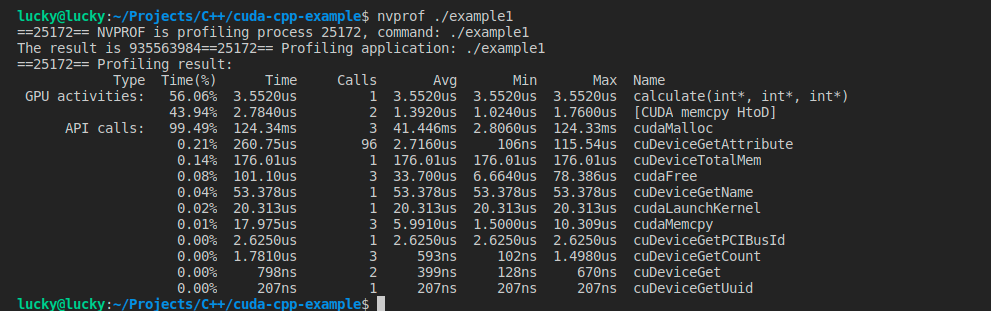 lucky@lucky:~/Projects/C++/cuda-cpp-example$ nvprof ./example1
==25172== NVPROF is profiling process 25172, command: ./example1
The result is 935563984==25172== Profiling application: ./example1
==25172== Profiling result:
Type Time(%) Time Calls Avg Min Max Name
GPU activities: 56.06% 3.5520us 1 3.5520us 3.5520us 3.5520us calculate(int*, int*, int*)
43.94% 2.7840us 2 1.3920us 1.0240us 1.7600us [CUDA memcpy HtoD]
API calls: 99.49% 124.34ms 3 41.446ms 2.8060us 124.33ms cudaMalloc
0.21% 260.75us 96 2.7160us 106ns 115.54us cuDeviceGetAttribute
0.14% 176.01us 1 176.01us 176.01us 176.01us cuDeviceTotalMem
0.08% 101.10us 3 33.700us 6.6640us 78.386us cudaFree
0.04% 53.378us 1 53.378us 53.378us 53.378us cuDeviceGetName
0.02% 20.313us 1 20.313us 20.313us 20.313us cudaLaunchKernel
0.01% 17.975us 3 5.9910us 1.5000us 10.309us cudaMemcpy
0.00% 2.6250us 1 2.6250us 2.6250us 2.6250us cuDeviceGetPCIBusId
0.00% 1.7810us 3 593ns 102ns 1.4980us cuDeviceGetCount
0.00% 798ns 2 399ns 128ns 670ns cuDeviceGet
0.00% 207ns 1 207ns 207ns 207ns cuDeviceGetUuid
lucky@lucky:~/Projects/C++/cuda-cpp-example$